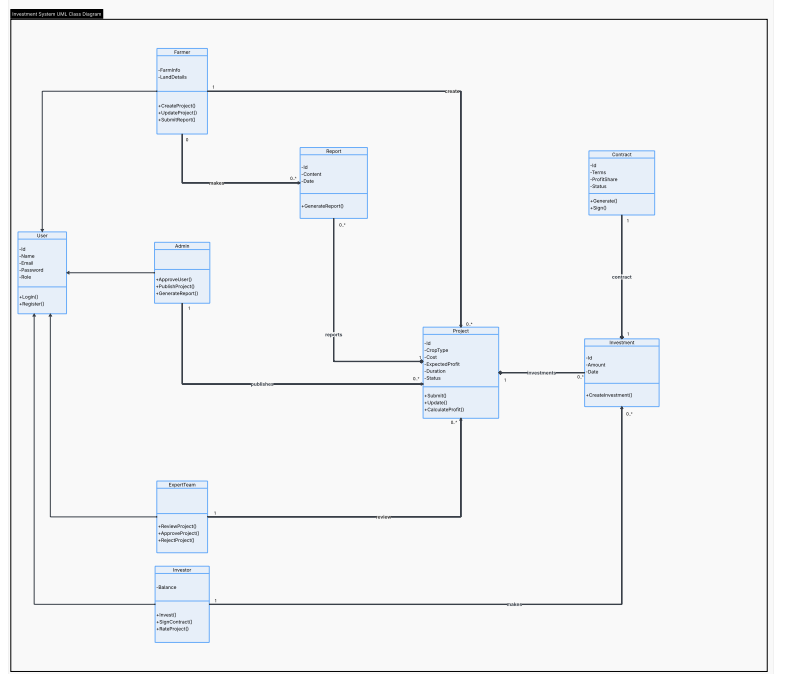 Investment System UML Class Diagram
Farmer
-FarmInfo
-LandDetails
+CreateProject()
+UpdateProject()
+SubmitReport()
1
create
0..*
makes
0..*
Report
-Id
-Content
-Date
+GenerateReport()
0..*
reports
1
Contract
-Id
-Terms
-ProfitShare
-Status
+Generate()
+Sign()
contract
1
User
-Id
-Name
-Email
-Password
-Role
+Login()
+Register()
Admin
+ApproveUser()
+PublishProject()
+GenerateReport()
1
publishes
0..*
Project
-Id
-CropType
-Cost
-ExpectedProfit
-Duration
-Status
+Submit()
+Update()
+CalculateProfit()
1
investments
0..*
Investment
-Id
-Amount
-Date
+CreateInvestment()
0..*
ExpertTeam
+ReviewProject()
+ApproveProject()
+RejectProject()
1
review
0..*
Investor
-Balance
+Invest()
+SignContract()
+RateProject()
1
makes